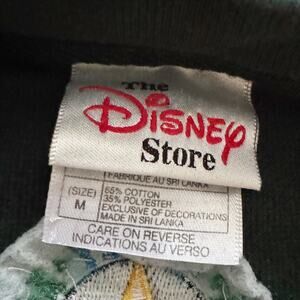 The
Disney
Store
FABRIQUÉ AU SRI LANKA
(SIZE)
M
65% COTTON
35% POLYESTER
EXCLUSIVE OF DECORATIONS
MADE IN SRI LANKA
CARE ON REVERSE
INDICATIONS AU VERSO